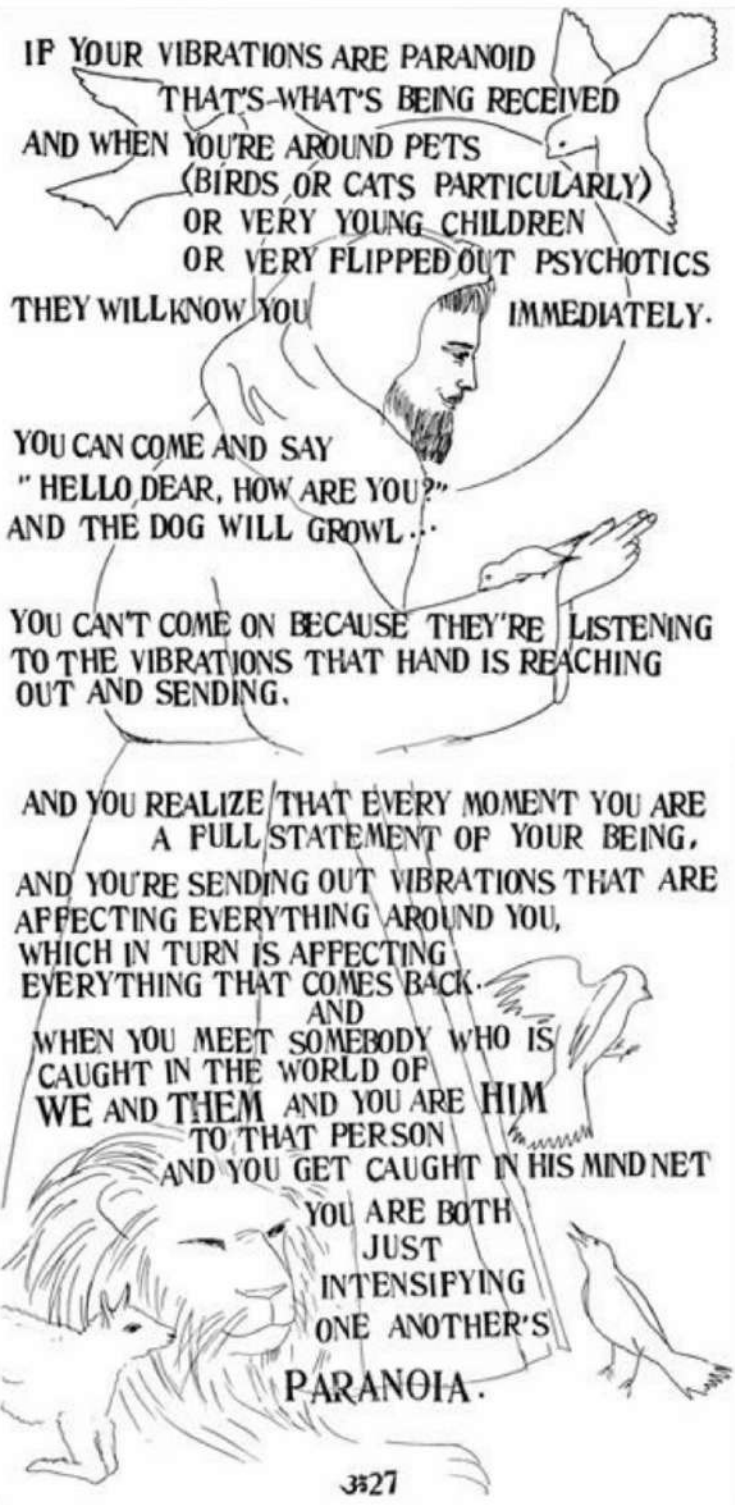 IF YOUR VIBRATIONS ARE PARANOID
THAT'S WHAT'S BEING RECEIVED
AND WHEN YOU'RE AROUND PETS
(BIRDS OR CATS PARTICULARLY)
OR VERY YOUNG CHILDREN
OR VERY FLIPPED OUT PSYCHOTICS
THEY WILL KNOW YOU IMMEDIATELY.
YOU CAN COME AND SAY
"HELLO DEAR, HOW ARE YOU?"
AND THE DOG WILL GROWL...
YOU CAN'T COME ON BECAUSE THEY'RE LISTENING
TO THE VIBRATIONS THAT HAND IS REACHING
OUT AND SENDING.
AND YOU REALIZE THAT EVERY MOMENT YOU ARE
A FULL STATEMENT OF YOUR BEING.
AND YOU'RE SENDING OUT VIBRATIONS THAT ARE
AFFECTING EVERYTHING AROUND YOU,
WHICH IN TURN IS AFFECTING
EVERYTHING THAT COMES BACK.
AND
WHEN YOU MEET SOMEBODY WHO IS
CAUGHT IN THE WORLD OF
WE AND THEM AND YOU ARE HIM
TO THAT PERSON
AND YOU GET CAUGHT IN HIS MIND NET
YOU ARE BOTH
JUST
INTENSIFYING
ONE ANOTHER'S
PARANOIA.
27